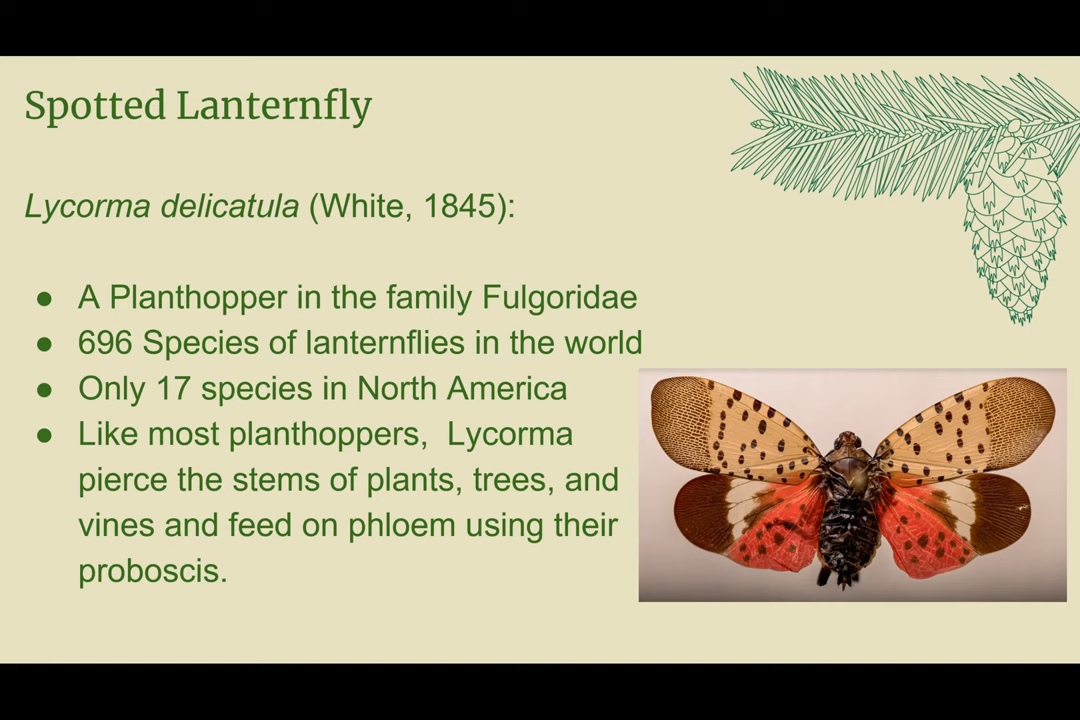 Spotted Lanternfly
Lycorma delicatula (White, 1845):
● A Planthopper in the family Fulgoridae
● 696 Species of lanternflies in the world
● Only 17 species in North America
● Like most planthoppers,  Lycorma
pierce the stems of plants, trees, and
vines and feed on phloem using their
proboscis.